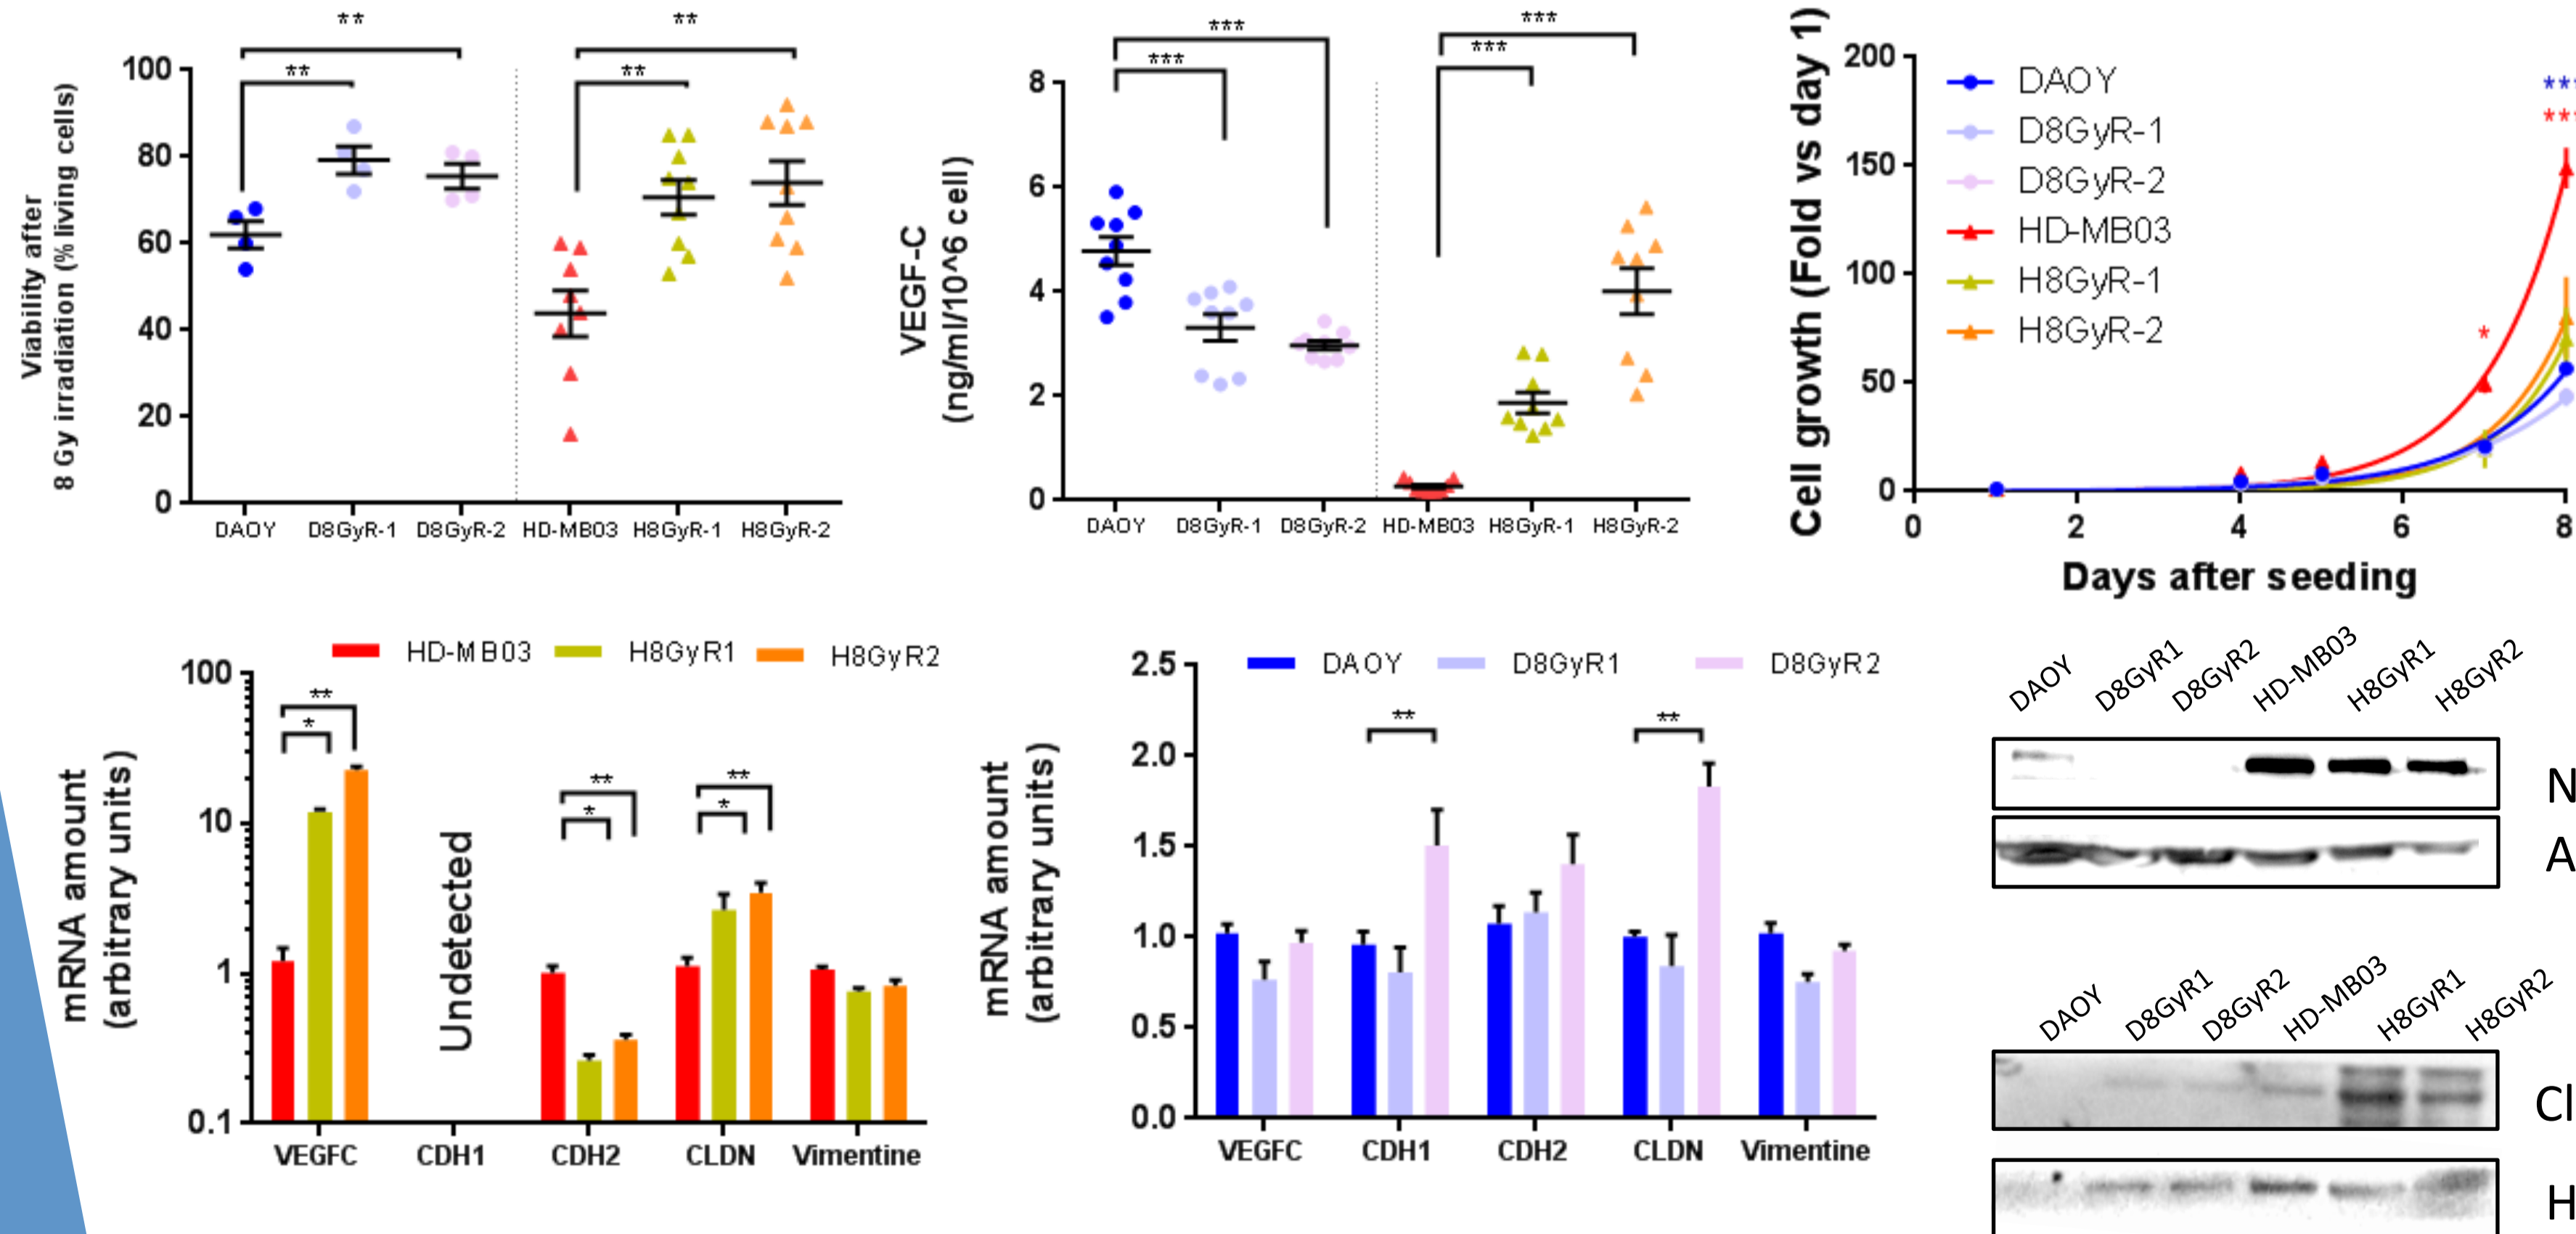 **
**
**
**
100
80
60
40
20
0
Viability after
8 Gy irradiation (% living cells)
DAOY
D8GyR-1
D8GyR-2
HD-MB03
H8GyR-1
H8GyR-2
***
***
***
***
8
6
4
2
0
VEGF-C
(ng/ml/10^6 cell)
DAOY
D8GyR-1
D8GyR-2
HD-MB03
H8GyR-1
H8GyR-2
Cell growth (Fold vs day 1)
200
150
100
50
0
DAOY
D8GyR-1
D8GyR-2
HD-MB03
H8GyR-1
H8GyR-2
*
0
2
4
6
8
Days after seeding
HD-MB03
H8GyR1
H8GyR2
mRNA amount
(arbitrary units)
100
10
1
0.1
**
*
Undetected
**
*
**
*
VEGFC
CDH1
CDH2
CLDN
Vimentine
DAOY
D8GyR1
D8GyR2
mRNA amount
(arbitrary units)
2.5
2.0
1.5
1.0
0.5
0.0
**
**
VEGFC
CDH1
CDH2
CLDN
Vimentine
DAOY
D8GyR1
D8GyR2
HD-MB03
H8GyR1
H8GyR2
N
A
DAOY
D8GyR1
D8GyR2
HD-MB03
H8GyR1
H8GyR2
Cl
H